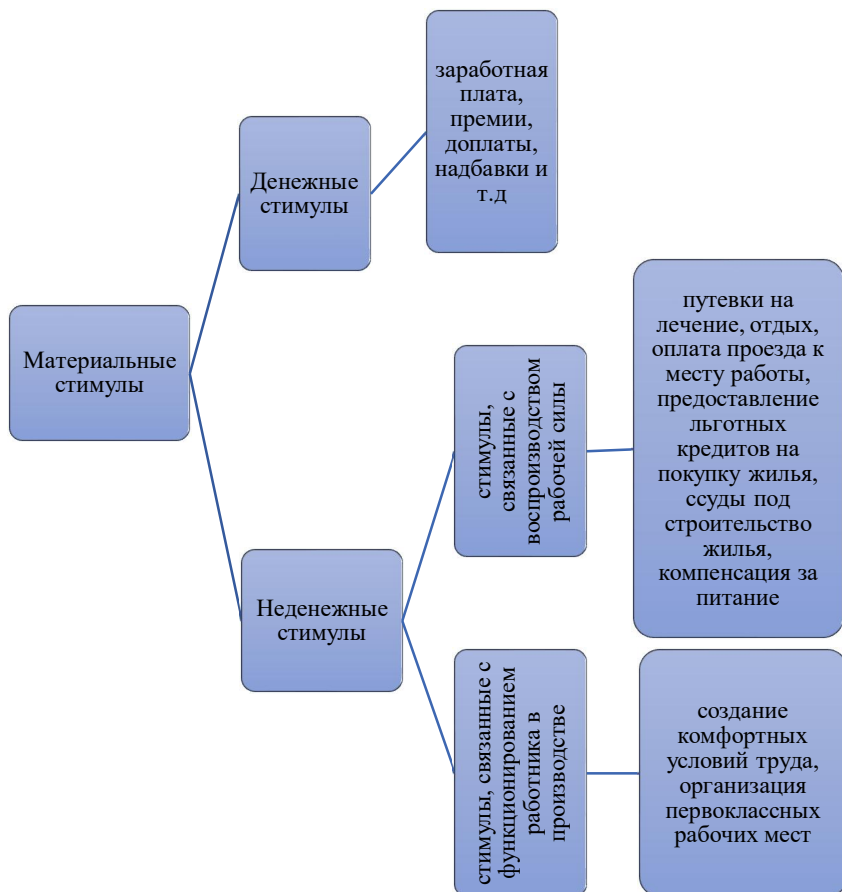 Материальные
стимулы
Денежные
стимулы
заработная
плата,
премии,
доплаты,
надбавки и
т.д
Неденежные
стимулы
стимулы,
связанные с
воспроизводством
рабочей силы
путевки на
лечение, отдых,
оплата проезда к
месту работы,
предоставление
льготных
кредитов на
покупку жилья,
ссуды под
строительство
жилья,
компенсация за
питание
стимулы, связанные с
функционированием
работника в
производстве
создание
комфортных
условий труда,
организация
первоклассных
рабочих мест